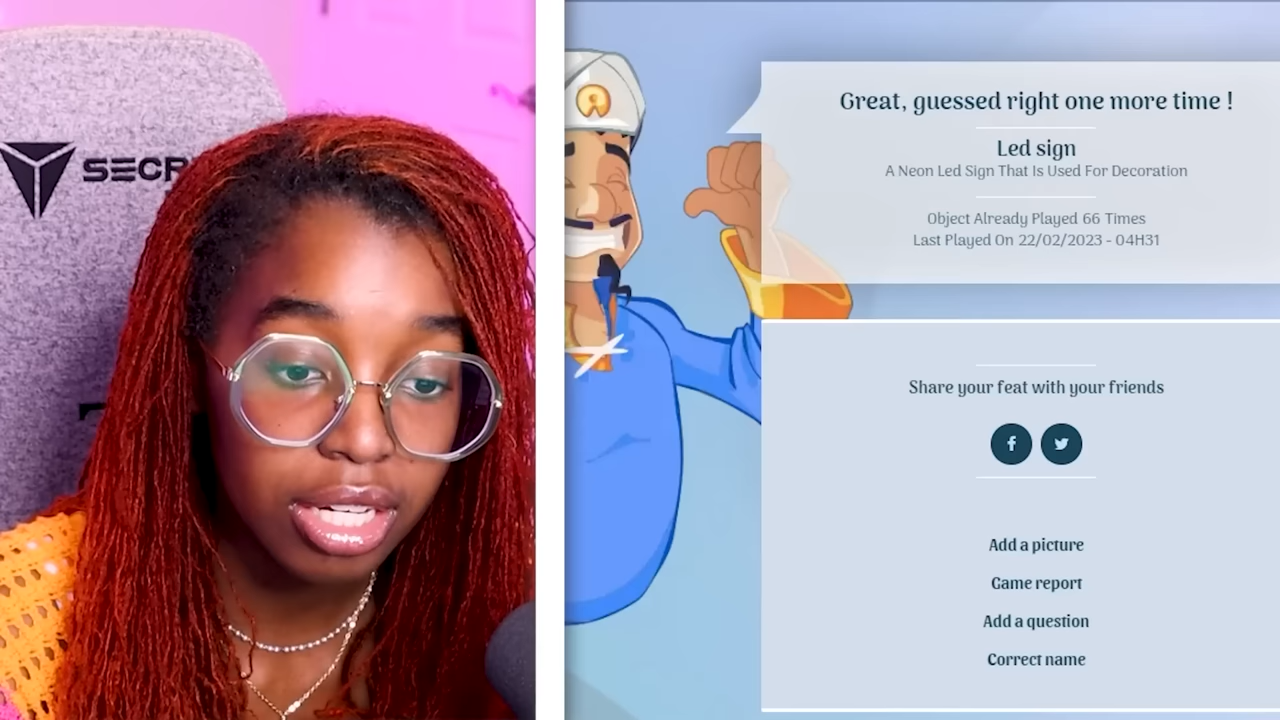 SECR
Great, guessed right one more time !
Led sign
A Neon Led Sign That Is Used For Decoration
Object Already Played 66 Times
Last Played On 22/02/2023 - 04H31
Share your feat with your friends
Add a picture
Game report
Add a question
Correct name